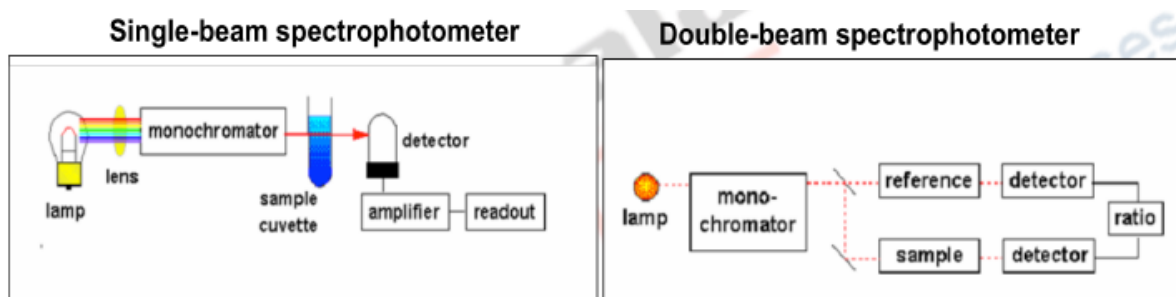 Single-beam spectrophotometer
lamp
lens
monochromator
sample
cuvette
detector
amplifier
readout
Double-beam spectrophotometer
lamp
mono-
chromator
reference
detector
sample
detector
ratio